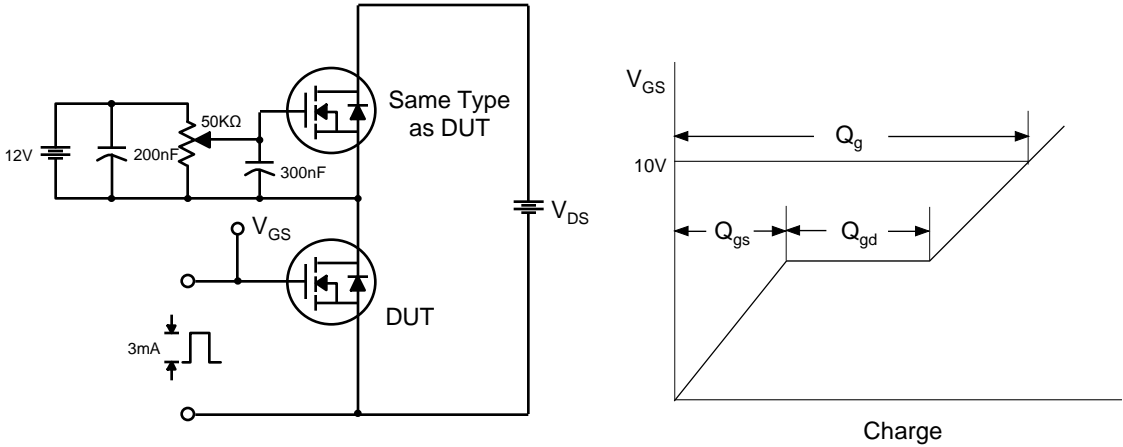 Same Type
as DUT
50KΩ
12V
200nF
300nF
V_DS
V_GS
DUT
3mA
V_GS
Q_g
10V
Q_gs
Q_gd
Charge